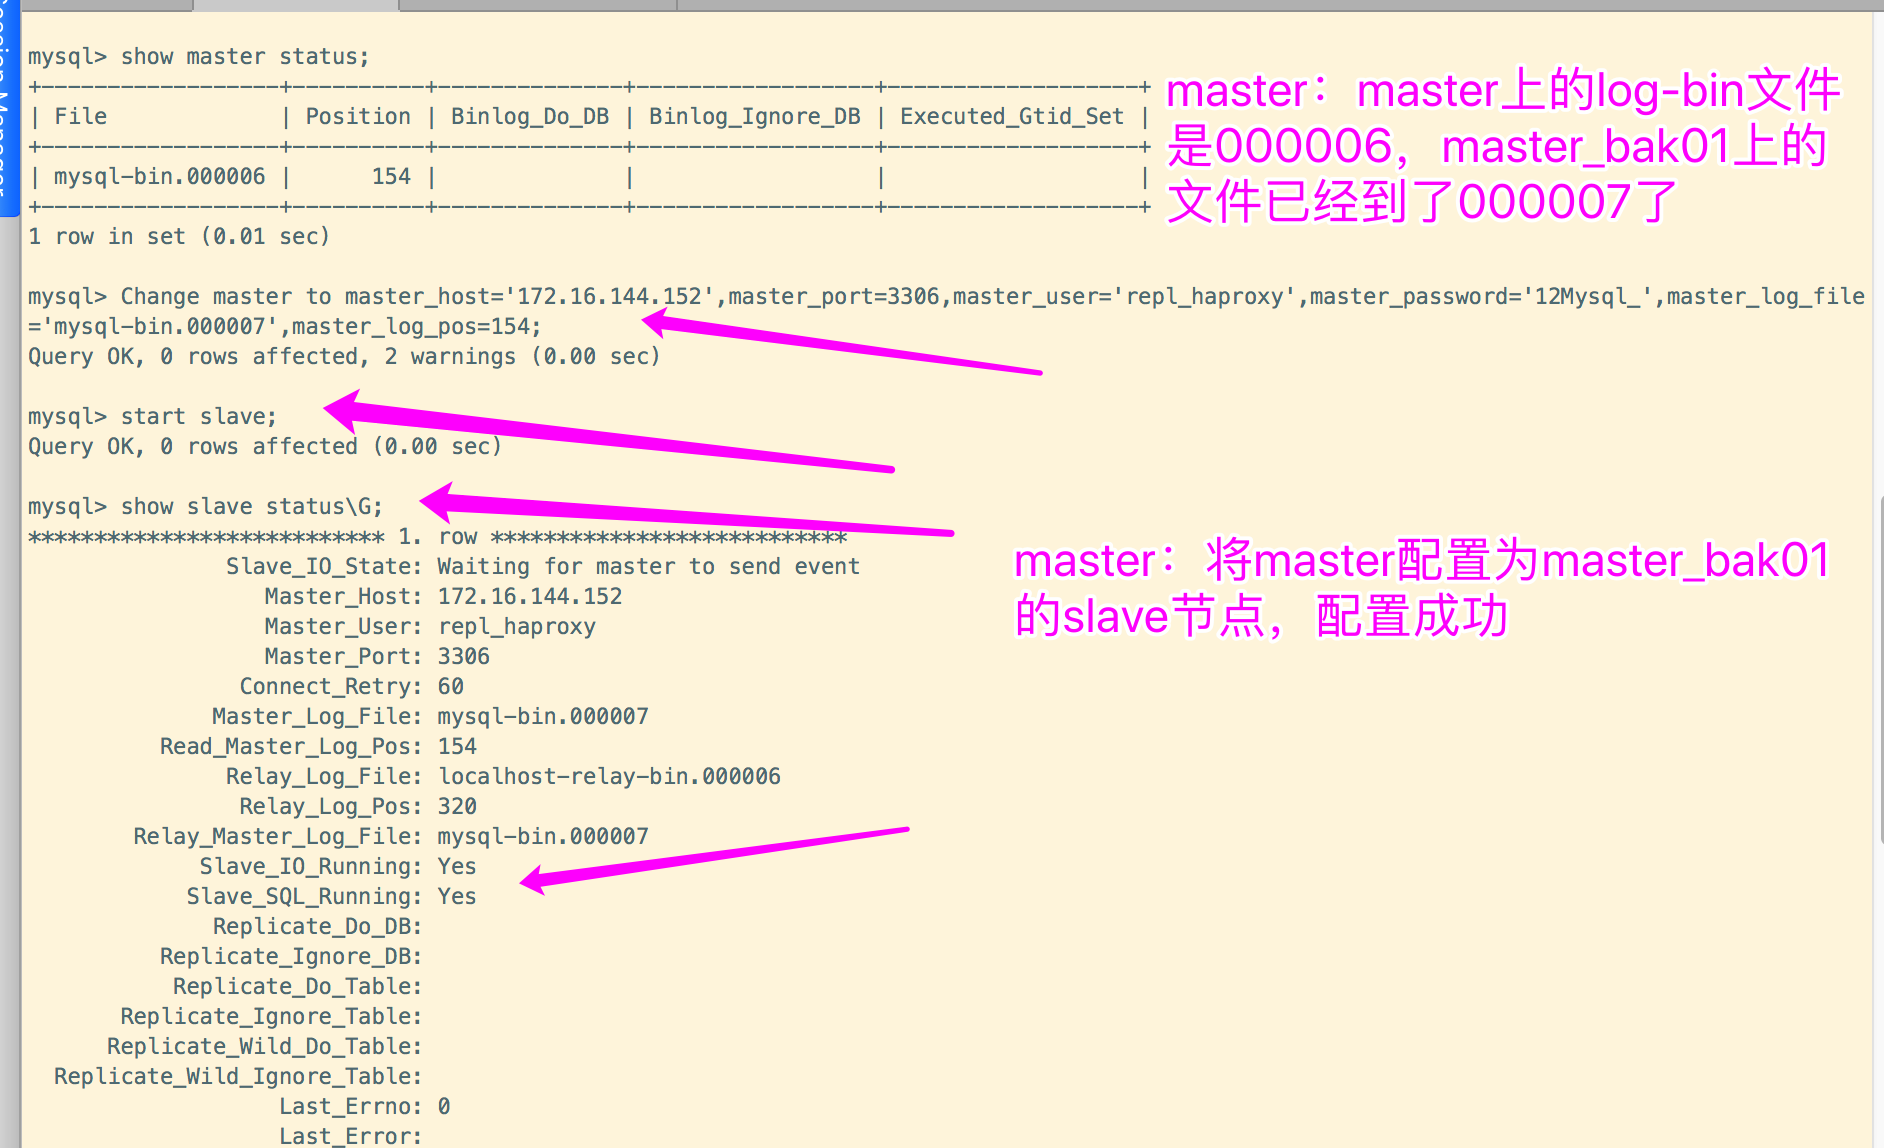 Session Manager
mysql> show master status;
+------------------+----------+--------------+------------------+-------------------+
| File             | Position | Binlog_Do_DB | Binlog_Ignore_DB | Executed_Gtid_Set |
+------------------+----------+--------------+------------------+-------------------+
| mysql-bin.000006 |      154 |              |                  |                   |
+------------------+----------+--------------+------------------+-------------------+
1 row in set (0.01 sec)
master：master上的log-bin文件
是000006，master_bak01上的
文件已经到了000007了
mysql> Change master to master_host='172.16.144.152',master_port=3306,master_user='repl_haproxy',master_password='12Mysql_',master_log_file
='mysql-bin.000007',master_log_pos=154;
Query OK, 0 rows affected, 2 warnings (0.00 sec)
mysql> start slave;
Query OK, 0 rows affected (0.00 sec)
mysql> show slave status\G;
*************************** 1. row ***************************
Slave_IO_State: Waiting for master to send event
Master_Host: 172.16.144.152
Master_User: repl_haproxy
Master_Port: 3306
Connect_Retry: 60
Master_Log_File: mysql-bin.000007
Read_Master_Log_Pos: 154
Relay_Log_File: localhost-relay-bin.000006
Relay_Log_Pos: 320
Relay_Master_Log_File: mysql-bin.000007
Slave_IO_Running: Yes
Slave_SQL_Running: Yes
Replicate_Do_DB:
Replicate_Ignore_DB:
Replicate_Do_Table:
Replicate_Ignore_Table:
Replicate_Wild_Do_Table:
Replicate_Wild_Ignore_Table:
Last_Errno: 0
Last_Error:
master：将master配置为master_bak01
的slave节点，配置成功